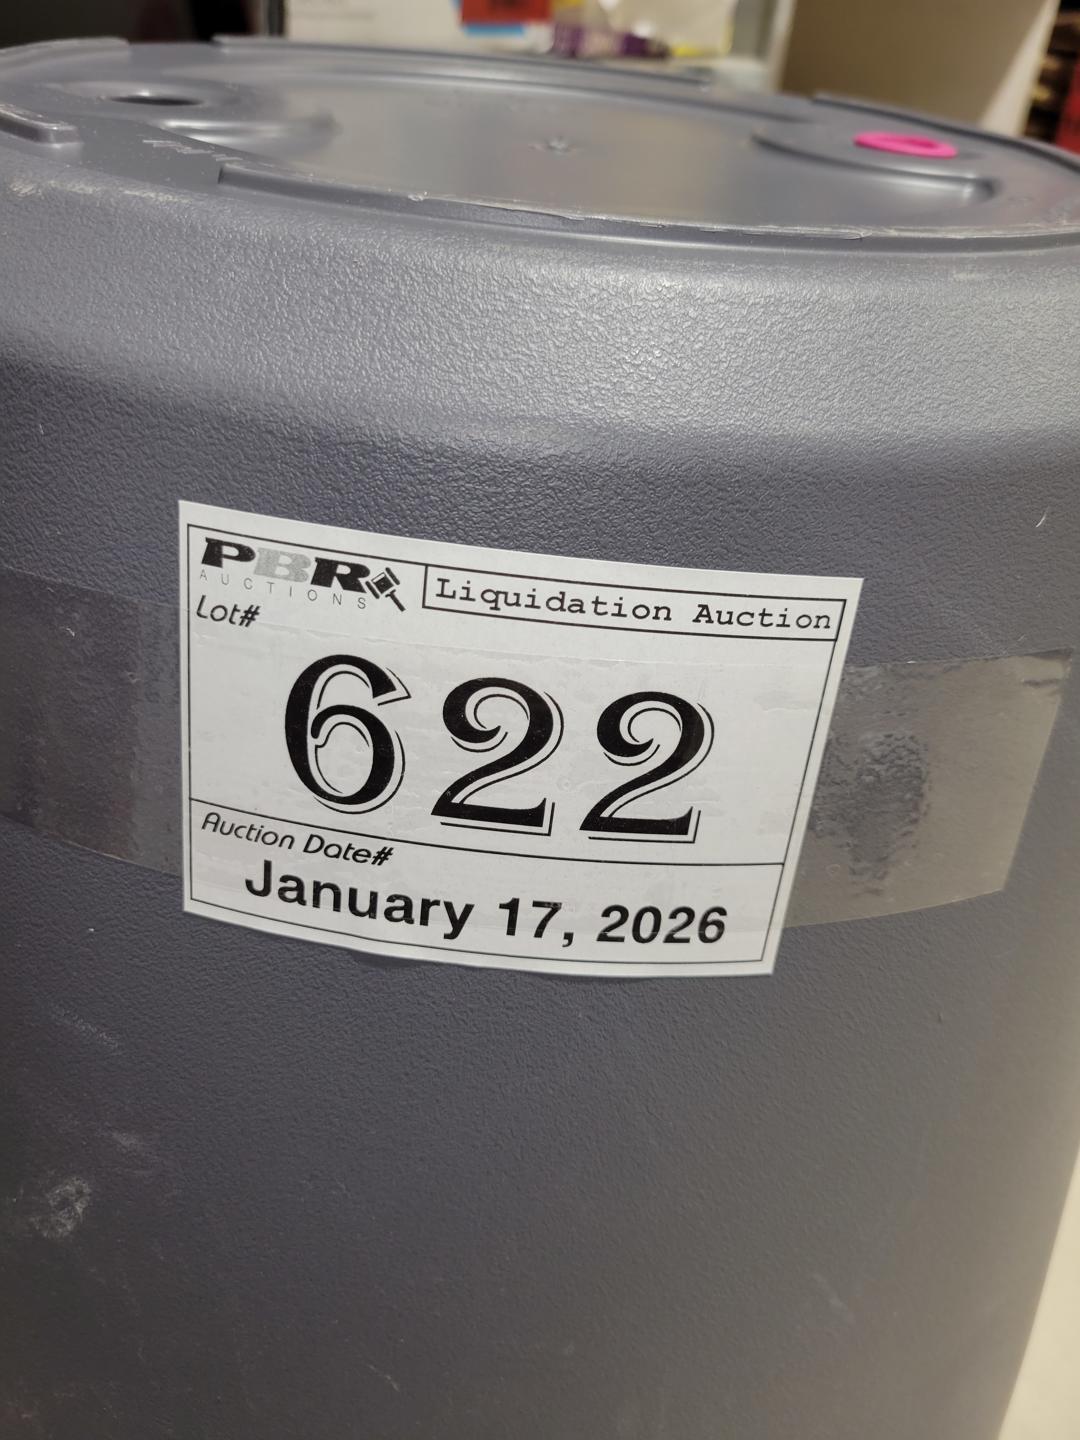 PBR
AUCTIONS
Liquidation Auction
Lot#
622
Auction Date#
January 17, 2026